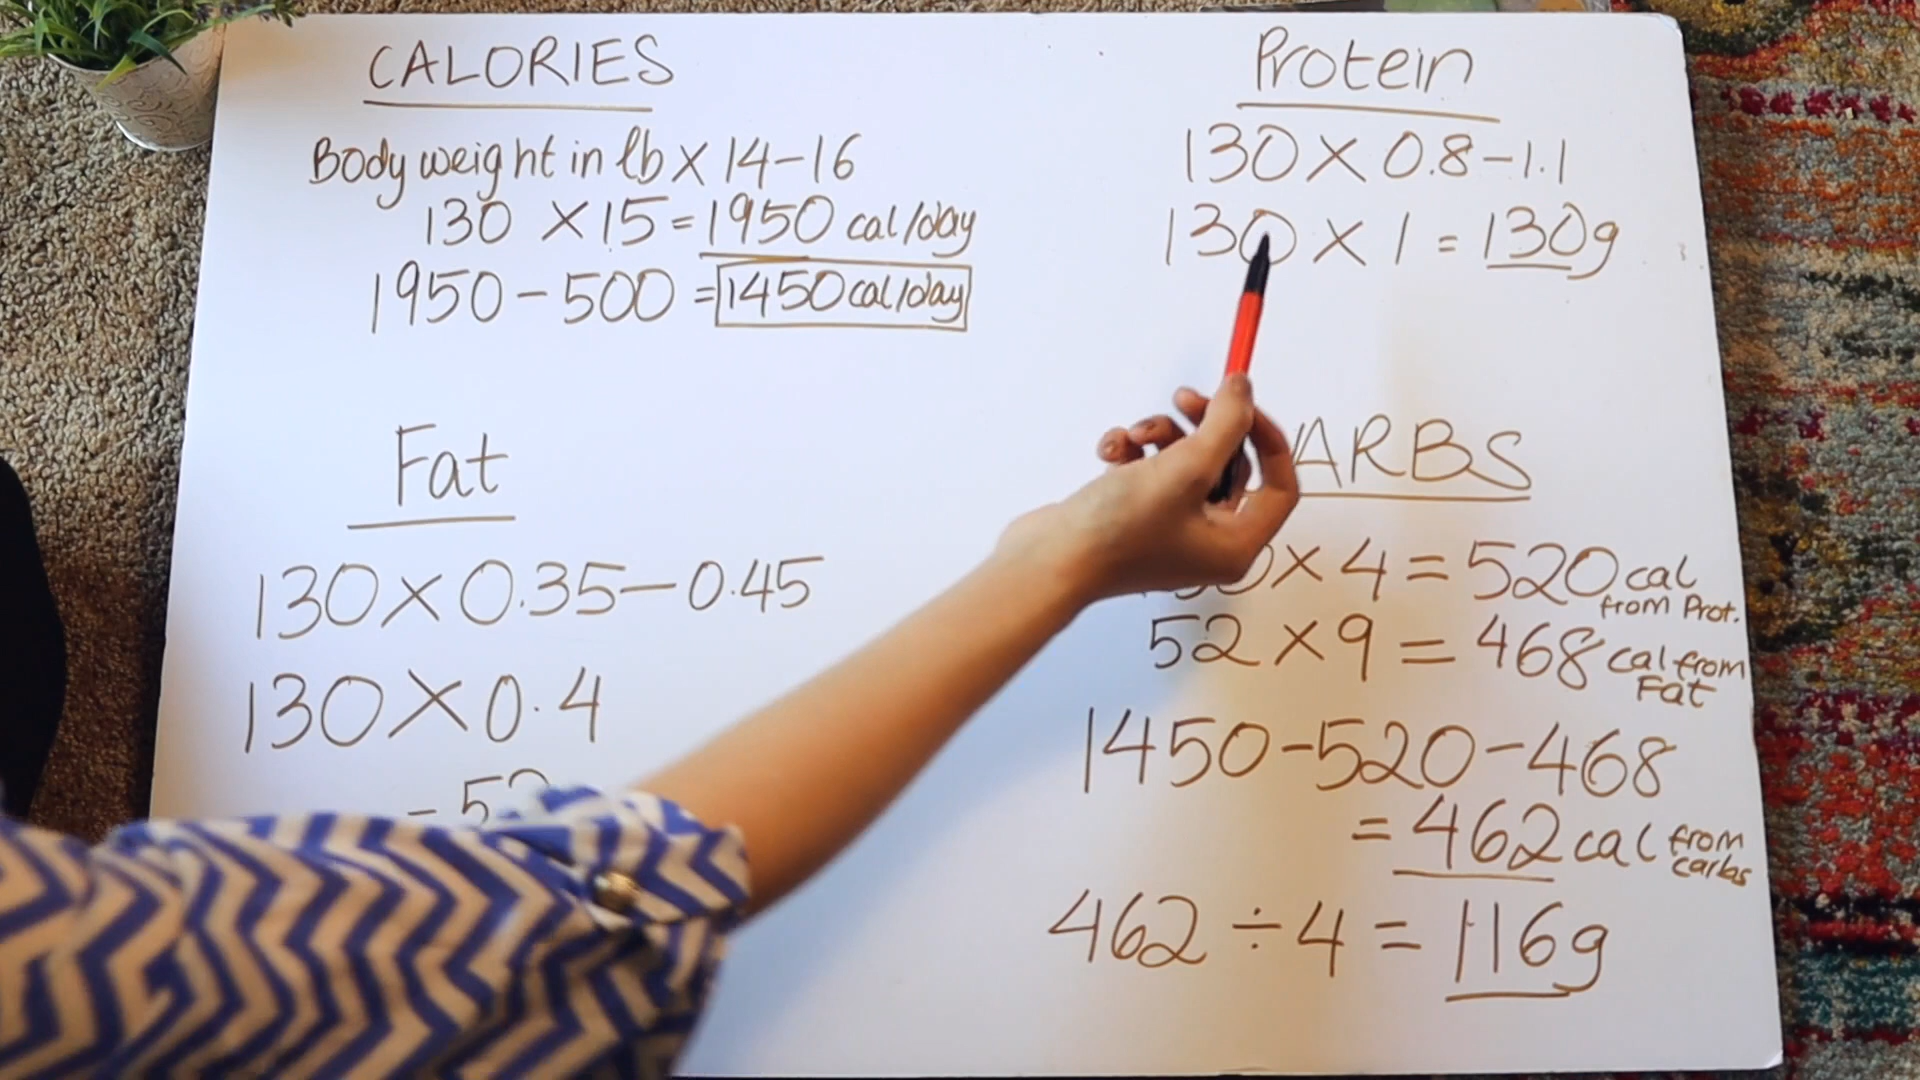 CALORIES
Body weight in lb X 14-16
130 X 15 = 1950 cal/day
1950 - 500 = 1450 cal/day
Protein
130 X 0.8-1.1
130 X 1 = 130g
Fat
130 X 0.35-0.45
130 X 0.4
ARBS
X 4 = 520 cal
from Prot.
52 X 9 = 468 cal from
Fat
1450-520-468
= 462 cal from
carbs
462 ÷ 4 = 116g